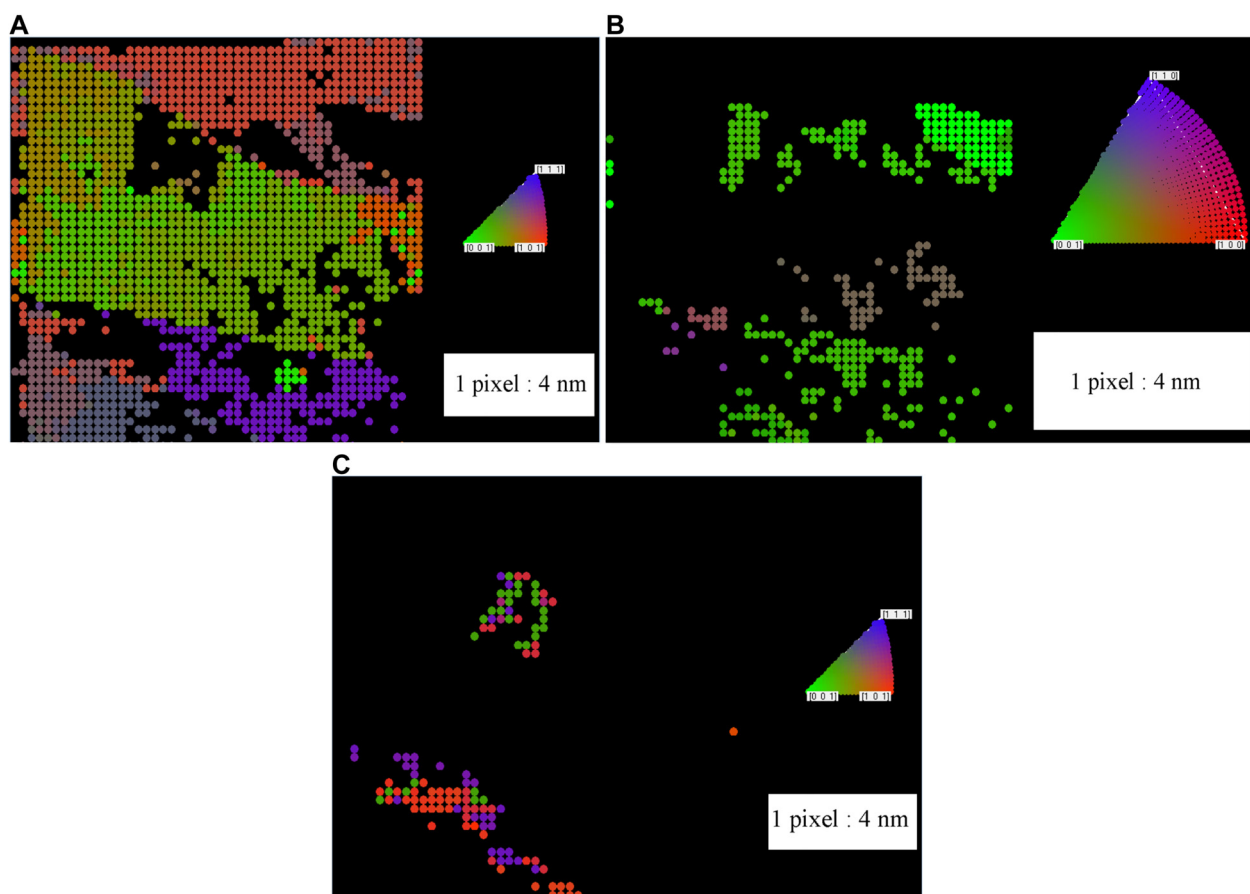 A
B
[1 1 0]
[1 1 1]
[0 0 1]
[1 0 1]
[0 0 1]
[1 0 0]
1 pixel : 4 nm
1 pixel : 4 nm
C
[1 1 1]
[0 0 1]
[1 0 1]
1 pixel : 4 nm